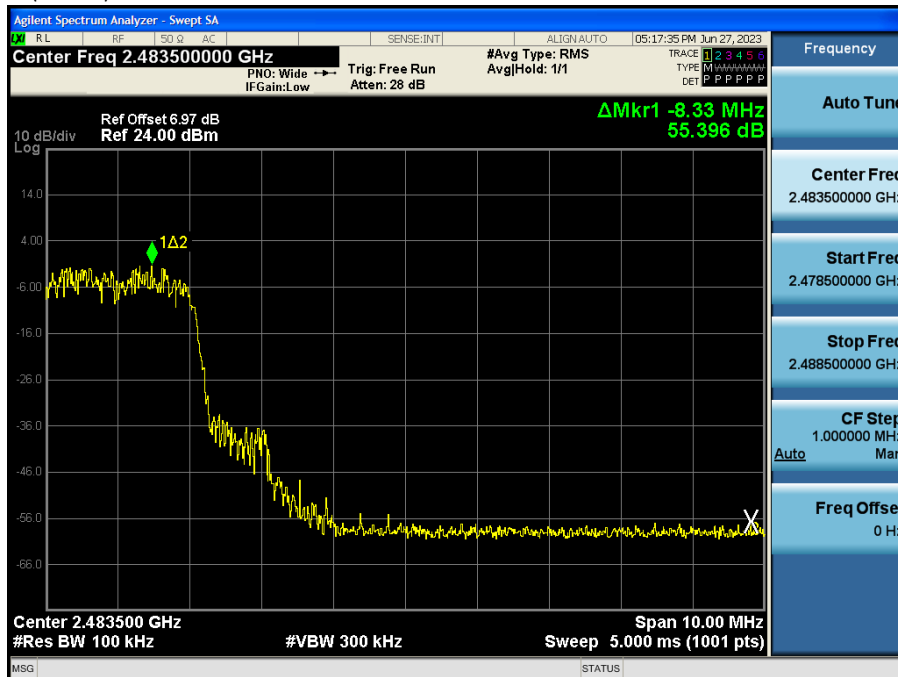 Agilent Spectrum Analyzer - Swept SA
LXI RL RF 50 Ω AC SENSE:INT ALIGN AUTO 05:17:35 PM Jun 27, 2023
Center Freq 2.483500000 GHz
PNO: Wide
IFGain:Low
Trig: Free Run
Atten: 28 dB
#Avg Type: RMS
Avg|Hold: 1/1
TRACE 1 2 3 4 5 6
TYPE M WWWWW
DET P P P P P P
Frequency
Auto Tune
ΔMkr1 -8.33 MHz
55.396 dB
Ref Offset 6.97 dB
10 dB/div Ref 24.00 dBm
Log
14.0
4.00
-6.00
-16.0
-26.0
-36.0
-46.0
-56.0
-66.0
1Δ2
X
Center Freq
2.483500000 GHz
Start Freq
2.478500000 GHz
Stop Freq
2.488500000 GHz
CF Step
1.000000 MHz
Auto Man
Freq Offset
0 Hz
Center 2.483500 GHz Span 10.00 MHz
#Res BW 100 kHz #VBW 300 kHz Sweep 5.000 ms (1001 pts)
MSG STATUS